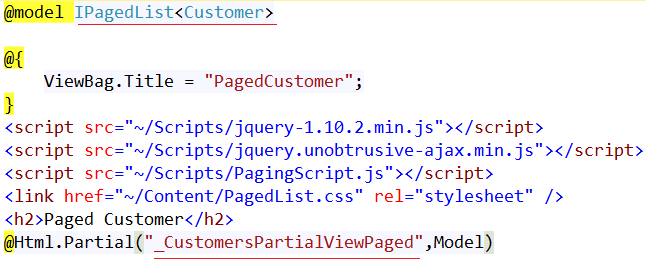 @model IPagedList<Customer>
@{
    ViewBag.Title = "PagedCustomer";
}
<script src="~/Scripts/jquery-1.10.2.min.js"></script>
<script src="~/Scripts/jquery.unobtrusive-ajax.min.js"></script>
<script src="~/Scripts/PagingScript.js"></script>
<link href="~/Content/PagedList.css" rel="stylesheet" />
<h2>Paged Customer</h2>
@Html.Partial("_CustomersPartialViewPaged",Model)